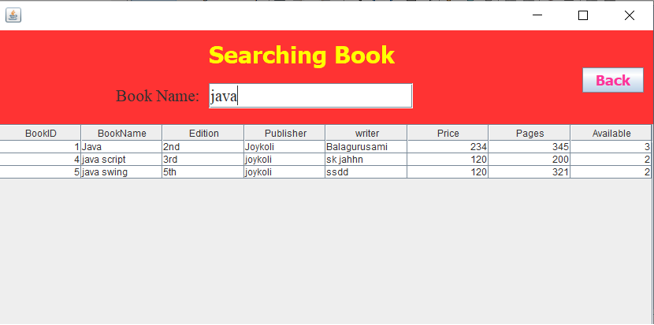 Searching Book
Back
Book Name: java
BookID BookName Edition Publisher writer Price Pages Available
1 Java 2nd Joykoli Balagurusami 234 345 3
4 java script 3rd joykoli sk jahhn 120 200 2
5 java swing 5th joykoli ssdd 120 321 2